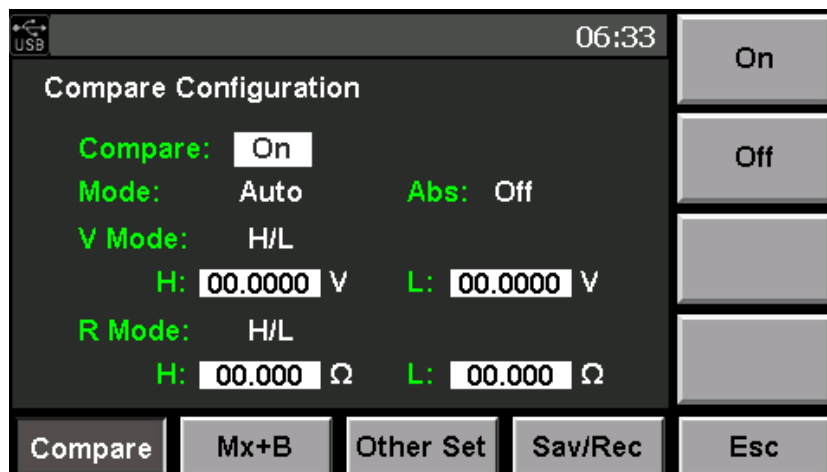 USB 06:33
Compare Configuration
Compare: On
Mode: Auto Abs: Off
V Mode: H/L
H: 00.0000 V L: 00.0000 V
R Mode: H/L
H: 00.000 Ω L: 00.000 Ω
On
Off
Compare Mx+B Other Set Sav/Rec Esc